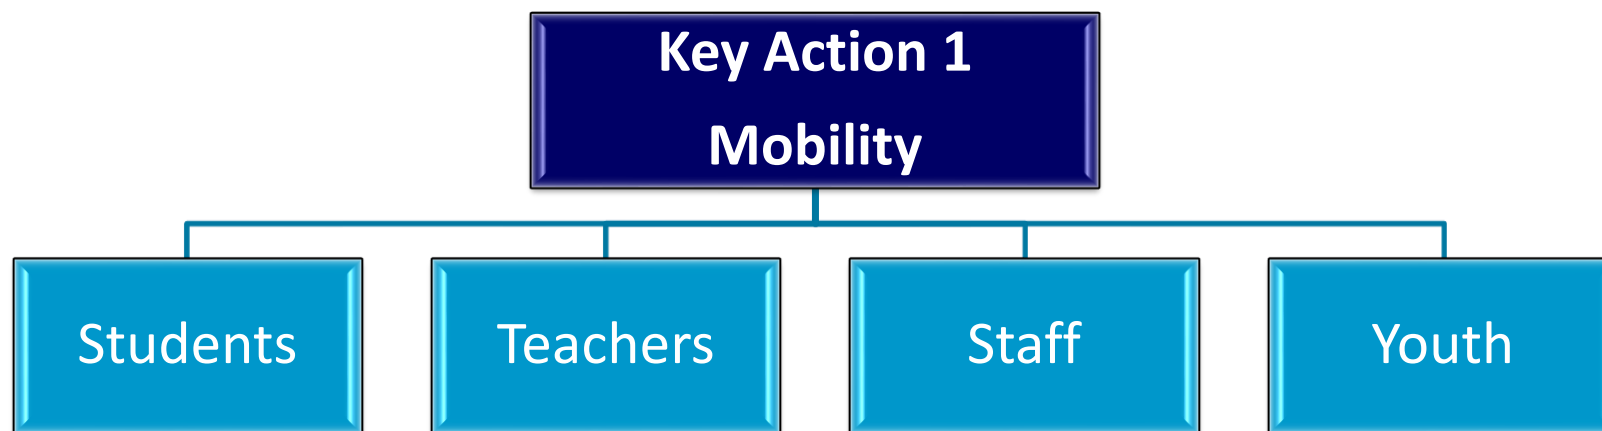 Key Action 1
Mobility
Students
Teachers
Staff
Youth